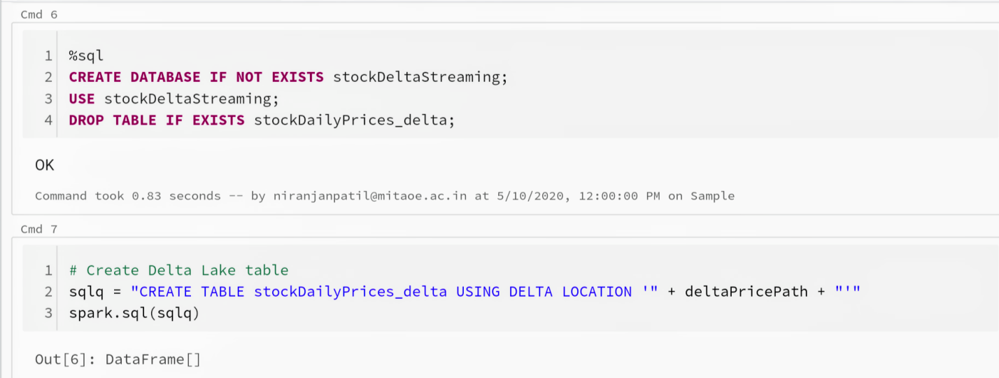 Cmd 6
1 %sql
2 CREATE DATABASE IF NOT EXISTS stockDeltaStreaming;
3 USE stockDeltaStreaming;
4 DROP TABLE IF EXISTS stockDailyPrices_delta;
OK
Command took 0.83 seconds -- by niranjanpatil@mitaoe.ac.in at 5/10/2020, 12:00:00 PM on Sample
Cmd 7
1 # Create Delta Lake table
2 sqlq = "CREATE TABLE stockDailyPrices_delta USING DELTA LOCATION '" + deltaPricePath + "'"
3 spark.sql(sqlq)
Out[6]: DataFrame[]